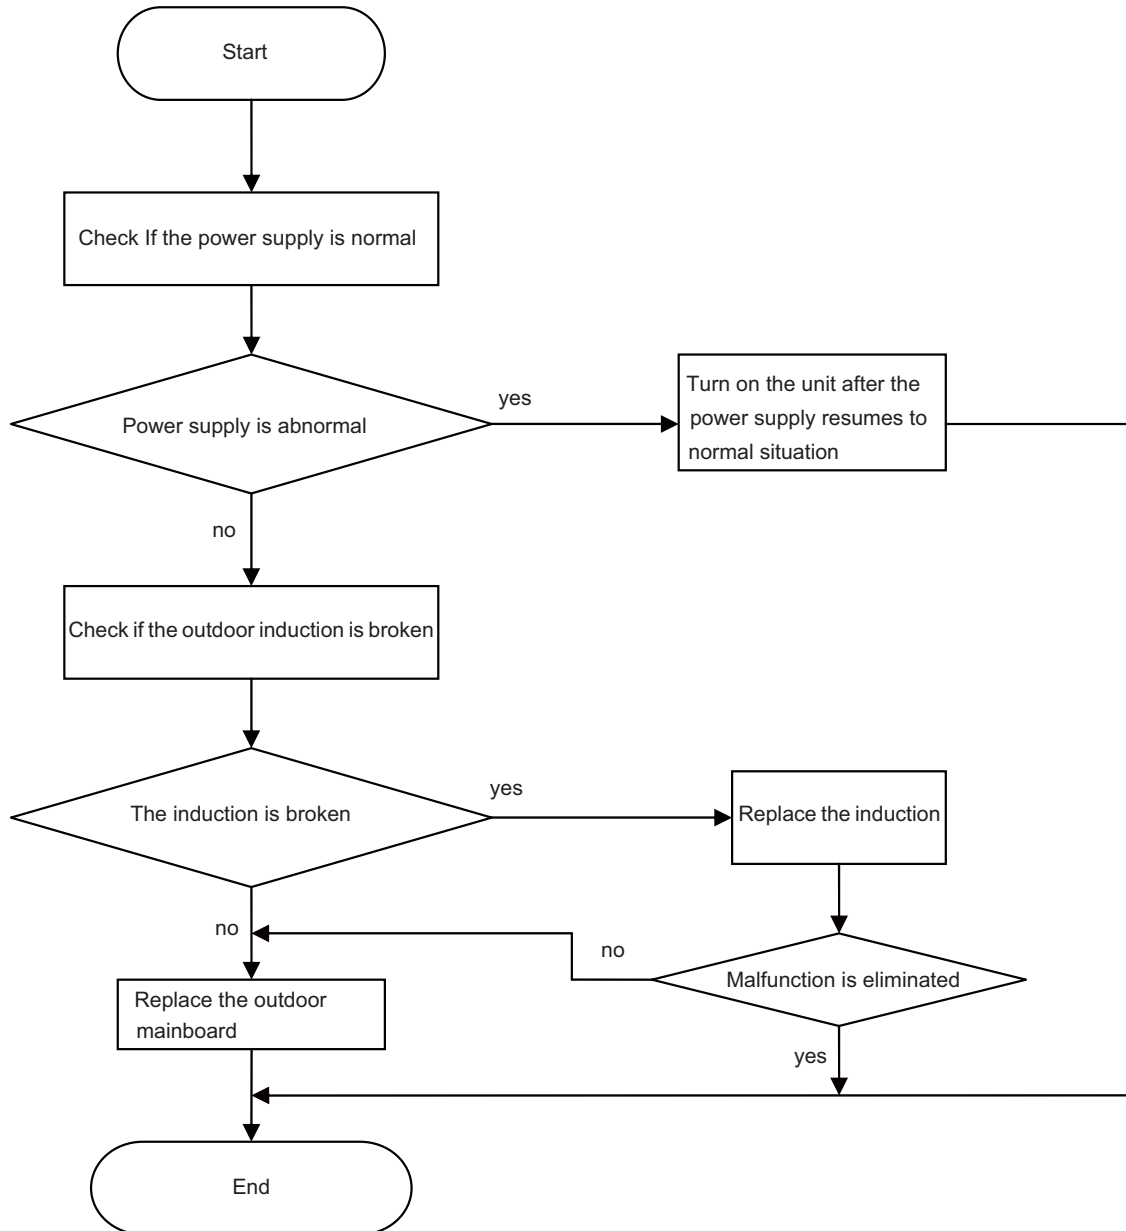 Start
Check If the power supply is normal
Power supply is abnormal
yes
Turn on the unit after the
power supply resumes to
normal situation
no
Check if the outdoor induction is broken
The induction is broken
yes
Replace the induction
no
no
Malfunction is eliminated
Replace the outdoor
mainboard
yes
End